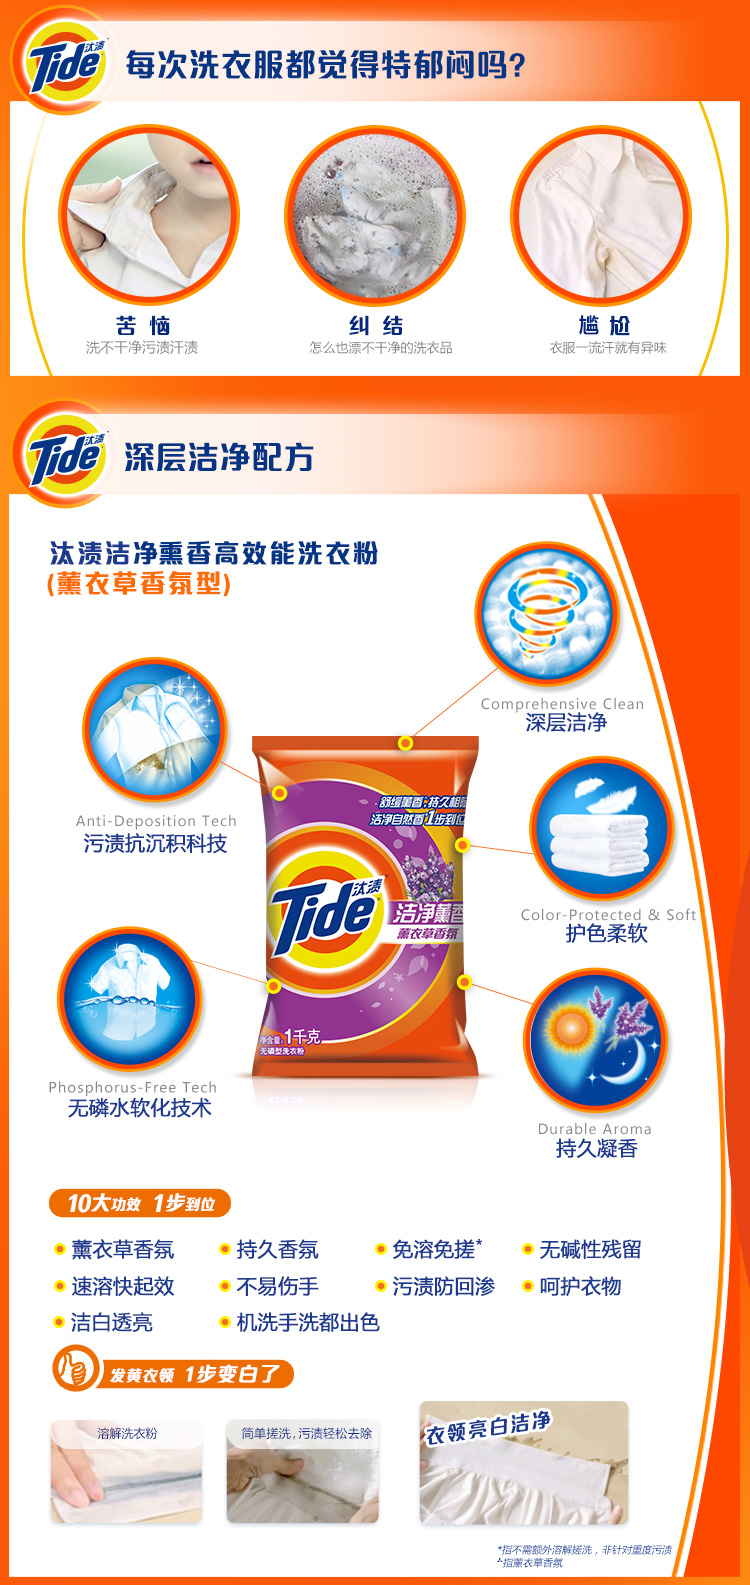 Tide 汰渍
每次洗衣服都觉得特郁闷吗?
苦恼
洗不干净污渍汗渍
纠结
怎么也漂不干净的洗衣品
尴尬
衣服一流汗就有异味
Tide 汰渍
深层洁净配方
汰渍洁净熏香高效能洗衣粉
(薰衣草香氛型)
Comprehensive Clean
深层洁净
Anti-Deposition Tech
污渍抗沉积科技
舒缓薰香·持久相随
洁净自然香1步到位
Tide 汰渍
洁净薰香
薰衣草香氛
净含量:1千克
无磷型洗衣粉
Color-Protected & Soft
护色柔软
Phosphorus-Free Tech
无磷水软化技术
Durable Aroma
持久凝香
10大功效 1步到位
薰衣草香氛
持久香氛
免溶免搓*
无碱性残留
速溶快起效
不易伤手
污渍防回渗
呵护衣物
洁白透亮
机洗手洗都出色
发黄衣领 1步变白了
溶解洗衣粉
简单搓洗,污渍轻松去除
衣领亮白洁净
*指不需额外溶解搓洗，非针对重度污渍
指薰衣草香氛